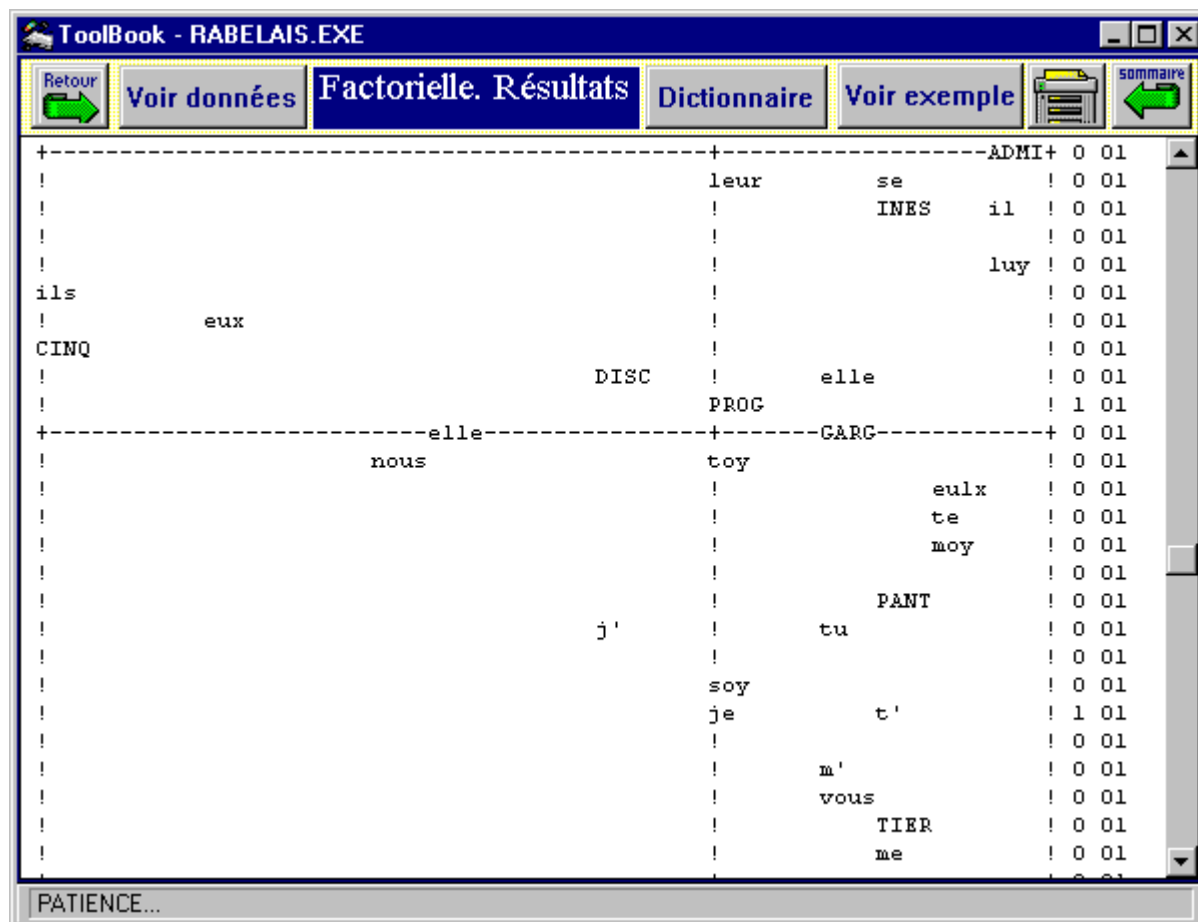 ToolBook - RABELAIS.EXE
Retour Voir données Factorielle. Résultats Dictionnaire Voir exemple sommaire
+-----------------------------------------------+-------------------ADMI+ 0 01
! leur se ! 0 01
! ! INES il ! 0 01
! ! ! 0 01
! ! luy ! 0 01
ils ! ! 0 01
! eux ! ! 0 01
CINQ ! ! 0 01
! DISC ! elle ! 0 01
! PROG ! 1 01
+---------------------------elle----------------+-------GARG------------+ 0 01
! nous toy ! 0 01
! ! eulx ! 0 01
! ! te ! 0 01
! ! moy ! 0 01
! ! ! 0 01
! ! PANT ! 0 01
! j' ! tu ! 0 01
! ! ! 0 01
! soy ! 0 01
! je t' ! 1 01
! ! ! 0 01
! ! m' ! 0 01
! ! vous ! 0 01
! ! TIER ! 0 01
! ! me ! 0 01
PATIENCE...